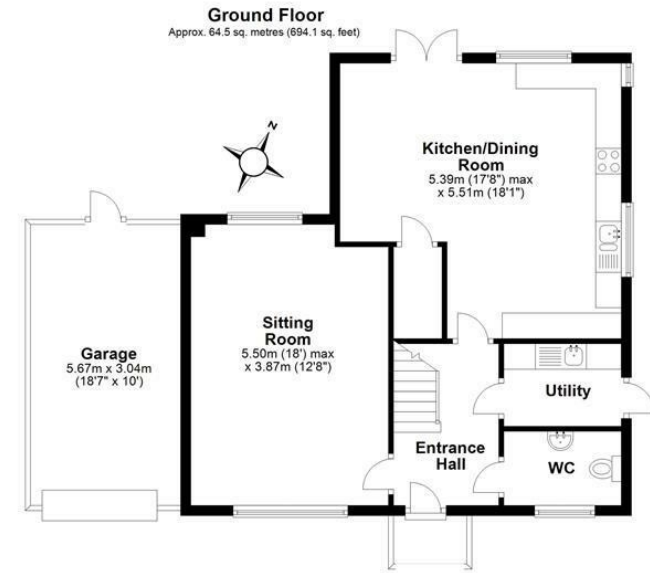 Ground Floor
Approx. 64.5 sq. metres (694.1 sq. feet)
N
Kitchen/Dining
Room
5.39m (17'8") max
x 5.51m (18'1")
Sitting
Room
5.50m (18') max
x 3.87m (12'8")
Garage
5.67m x 3.04m
(18'7" x 10')
Utility
Entrance
Hall
WC